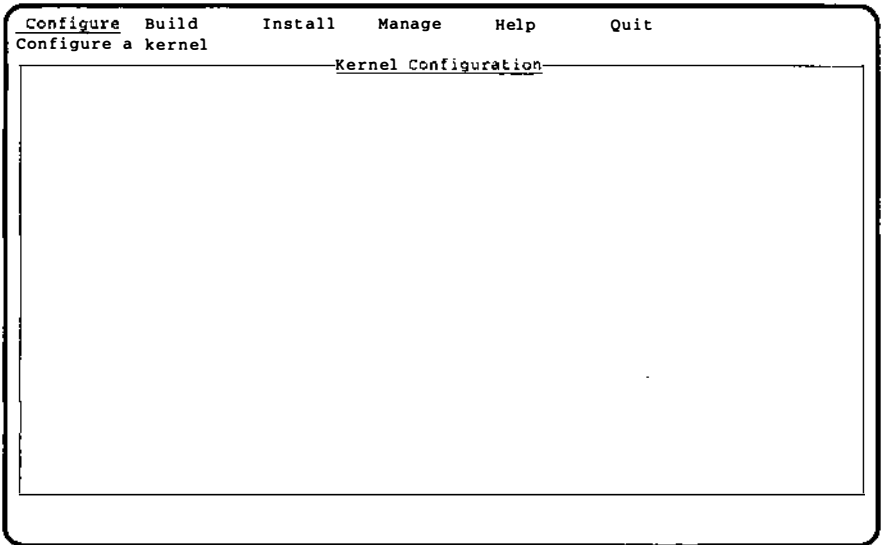 Configure Build Install Manage Help Quit
Configure a kernel
Kernel Configuration